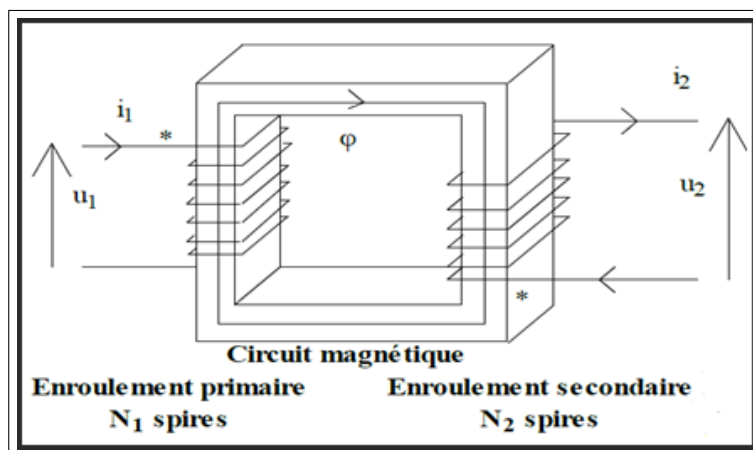 i₁
*
φ
i₂
u₁
u₂
*
Circuit magnétique
Enroulement primaire
N₁ spires
Enroulement secondaire
N₂ spires